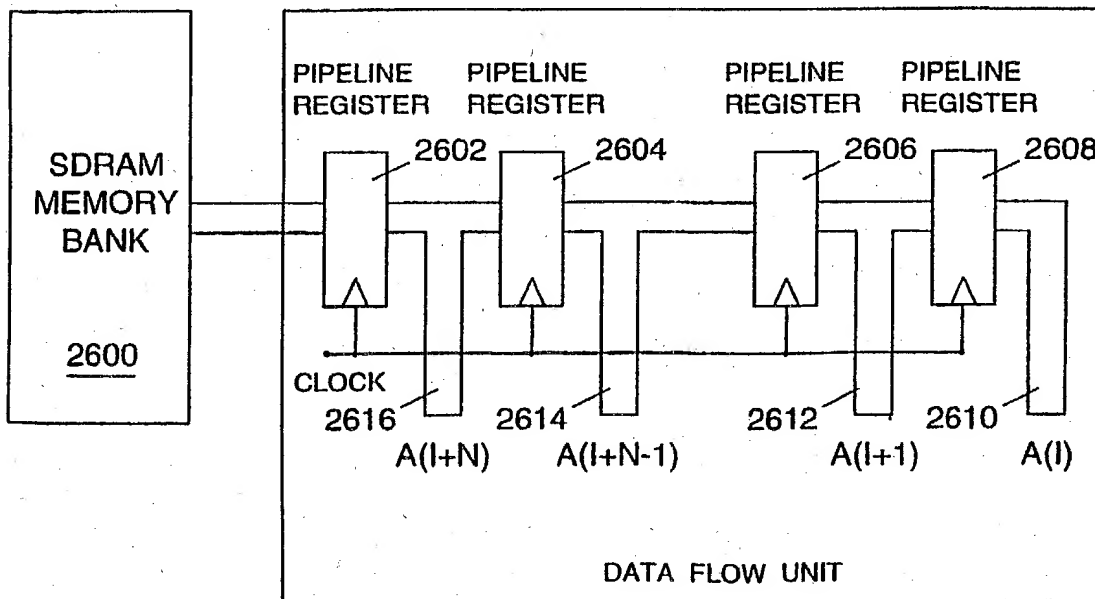 SDRAM
MEMORY
BANK
2600
PIPELINE
REGISTER
PIPELINE
REGISTER
PIPELINE
REGISTER
PIPELINE
REGISTER
2602
2604
2606
2608
CLOCK
2616
2614
2612
2610
A(I+N)
A(I+N-1)
A(I+1)
A(I)
DATA FLOW UNIT